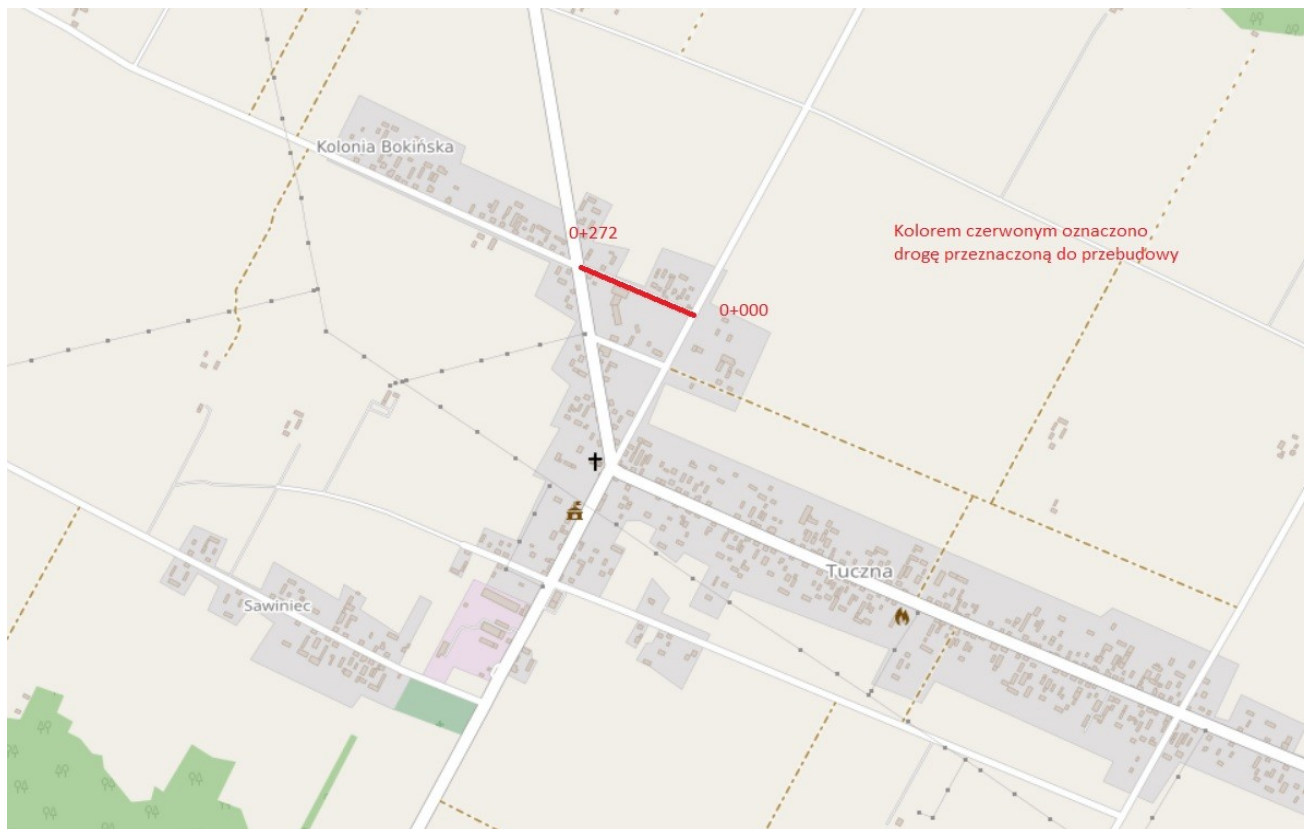 Kolonia Bokińska
0+272
Kolorem czerwonym oznaczono
drogę przeznaczoną do przebudowy
0+000
Tuczna
Sawiniec